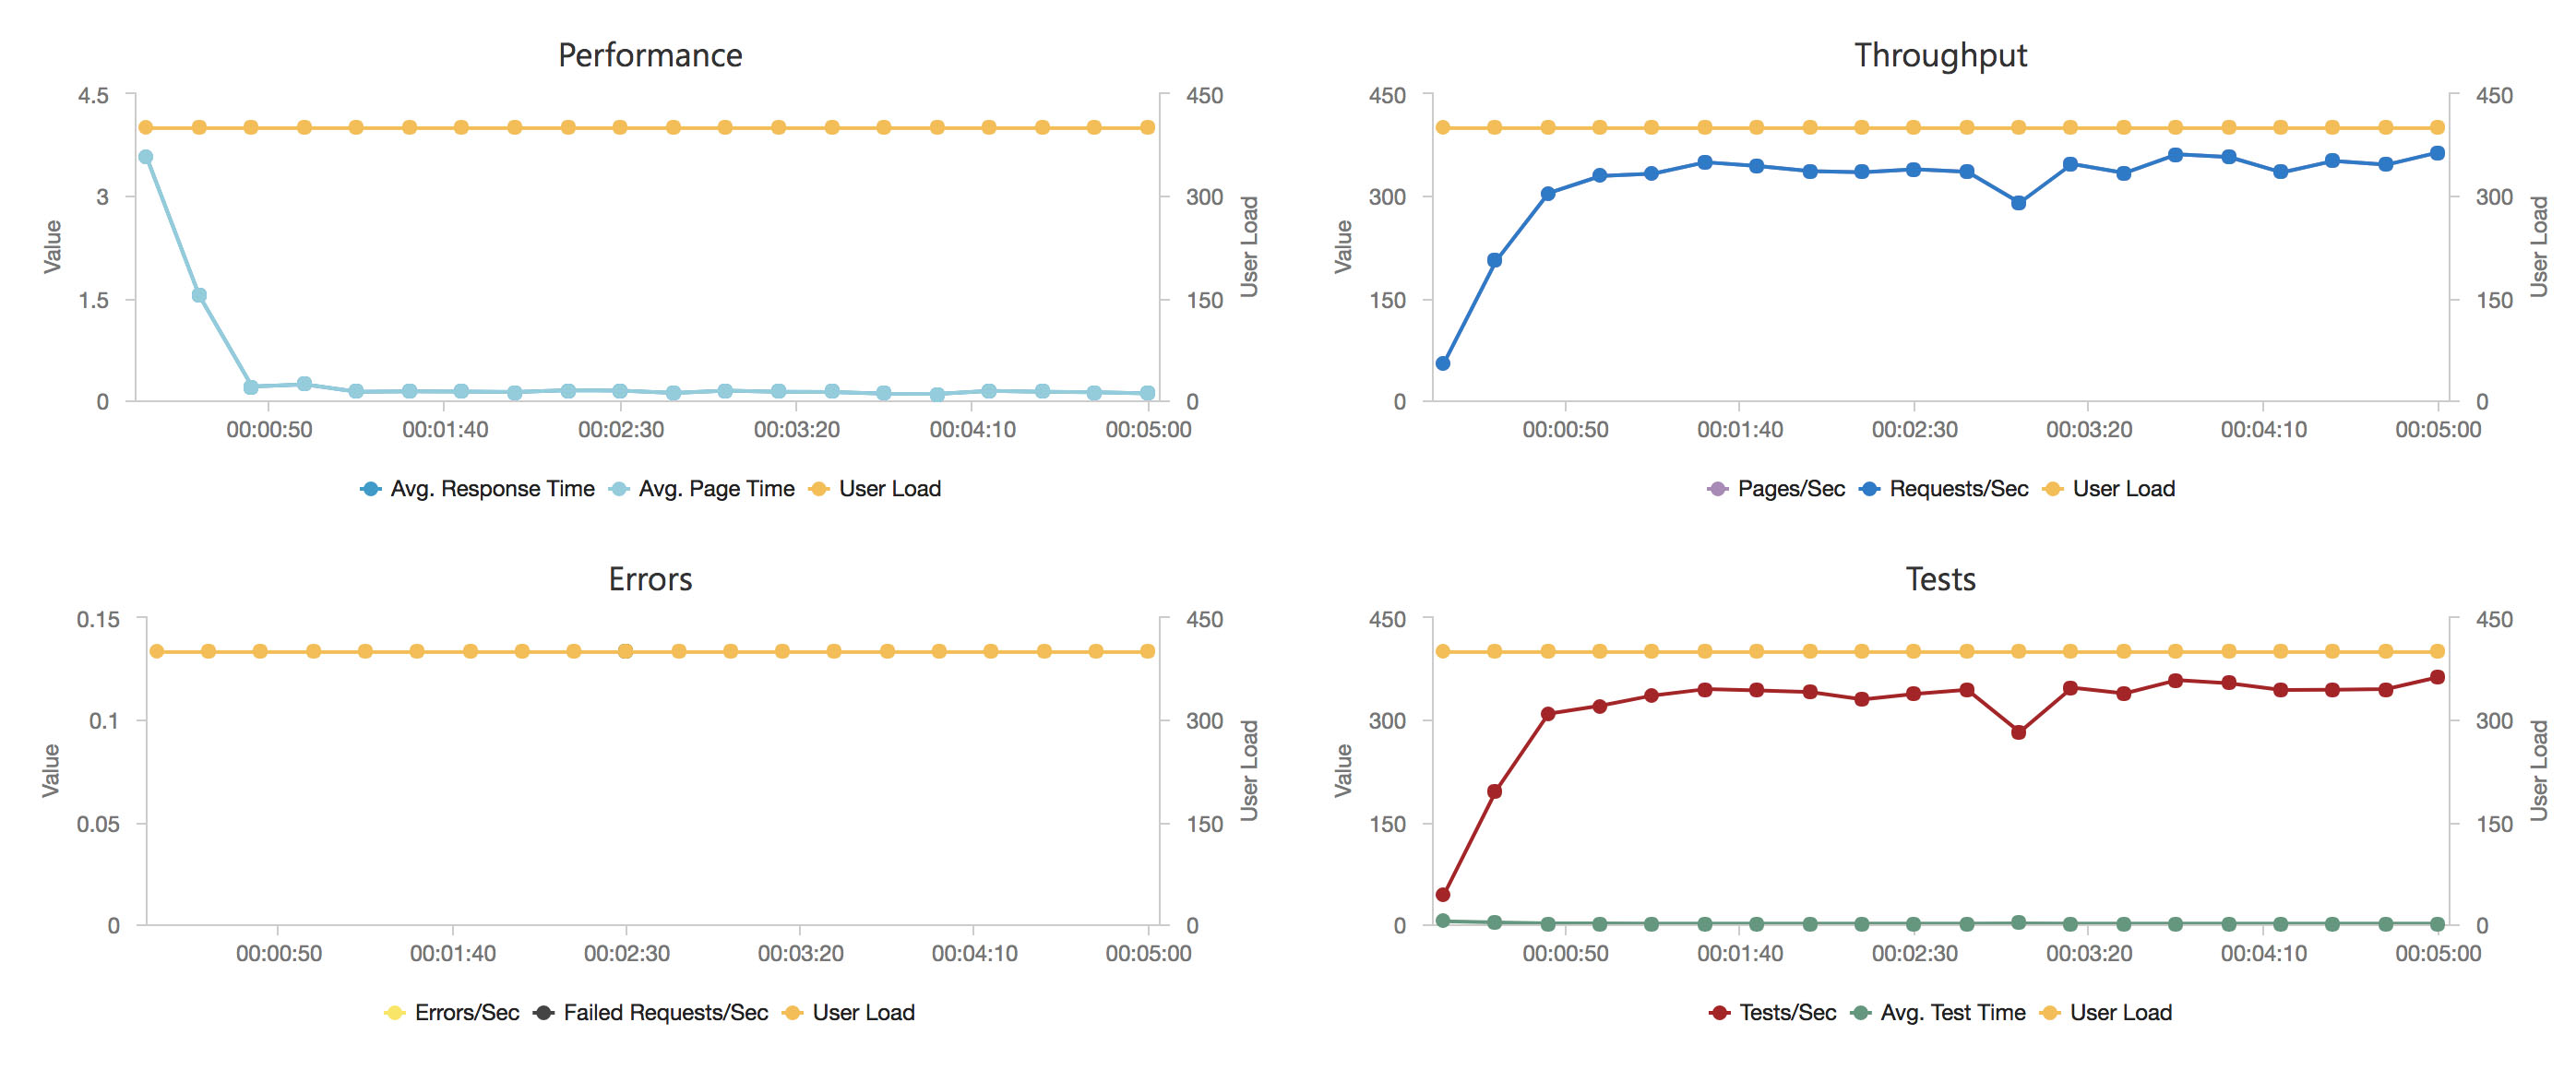 Performance
4.5
3
1.5
0
Value
450
300
150
0
User Load
00:00:50 00:01:40 00:02:30 00:03:20 00:04:10 00:05:00
Avg. Response Time Avg. Page Time User Load
Throughput
450
300
150
0
Value
450
300
150
0
User Load
00:00:50 00:01:40 00:02:30 00:03:20 00:04:10 00:05:00
Pages/Sec Requests/Sec User Load
Errors
0.15
0.1
0.05
0
Value
450
300
150
0
User Load
00:00:50 00:01:40 00:02:30 00:03:20 00:04:10 00:05:00
Errors/Sec Failed Requests/Sec User Load
Tests
450
300
150
0
Value
450
300
150
0
User Load
00:00:50 00:01:40 00:02:30 00:03:20 00:04:10 00:05:00
Tests/Sec Avg. Test Time User Load